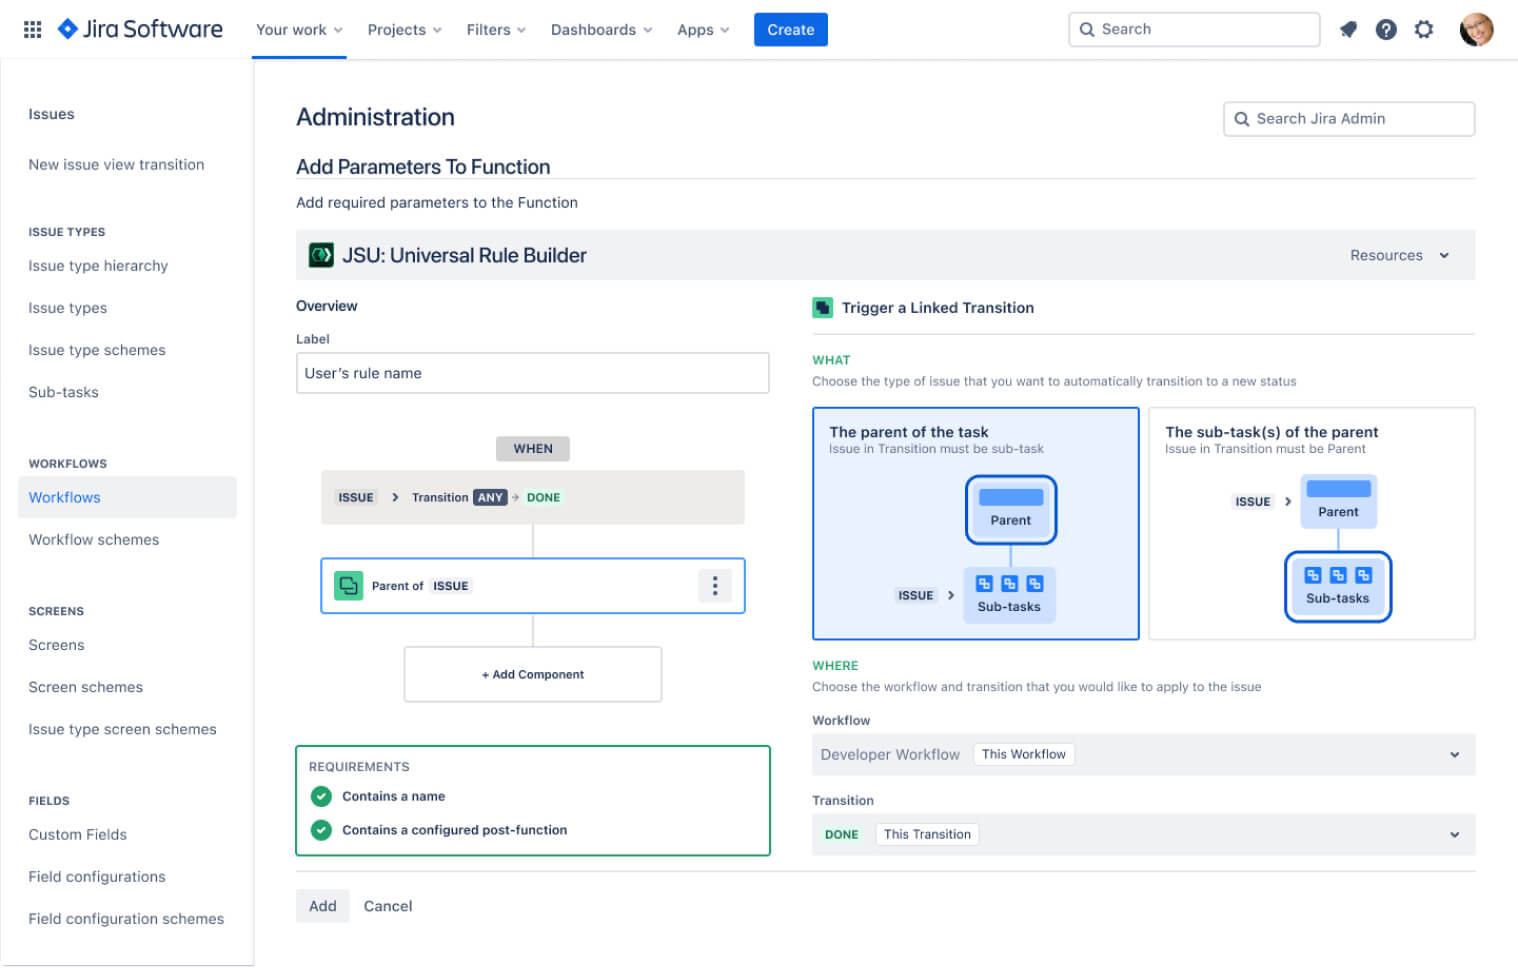 Jira Software
Your work
Projects
Filters
Dashboards
Apps
Create
Search
Issues
New issue view transition
ISSUE TYPES
Issue type hierarchy
Issue types
Issue type schemes
Sub-tasks
WORKFLOWS
Workflows
Workflow schemes
SCREENS
Screens
Screen schemes
Issue type screen schemes
FIELDS
Custom Fields
Field configurations
Field configuration schemes
Administration
Search Jira Admin
Add Parameters To Function
Add required parameters to the Function
JSU: Universal Rule Builder
Resources
Overview
Label
User's rule name
WHEN
ISSUE > Transition ANY → DONE
Parent of ISSUE
+ Add Component
REQUIREMENTS
Contains a name
Contains a configured post-function
Trigger a Linked Transition
WHAT
Choose the type of issue that you want to automatically transition to a new status
The parent of the task
Issue in Transition must be sub-task
Parent
ISSUE >
Sub-tasks
The sub-task(s) of the parent
Issue in Transition must be Parent
ISSUE >
Parent
Sub-tasks
WHERE
Choose the workflow and transition that you would like to apply to the issue
Workflow
Developer Workflow This Workflow
Transition
DONE This Transition
Add
Cancel